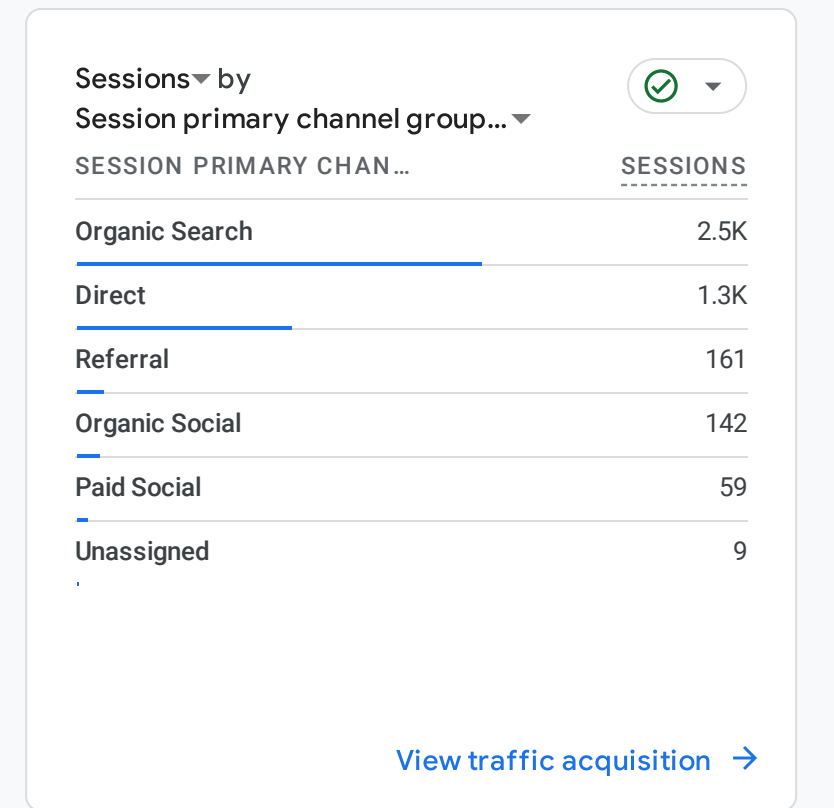 Sessions by
Session primary channel group...
SESSION PRIMARY CHAN... SESSIONS
Organic Search 2.5K
Direct 1.3K
Referral 161
Organic Social 142
Paid Social 59
Unassigned 9
View traffic acquisition